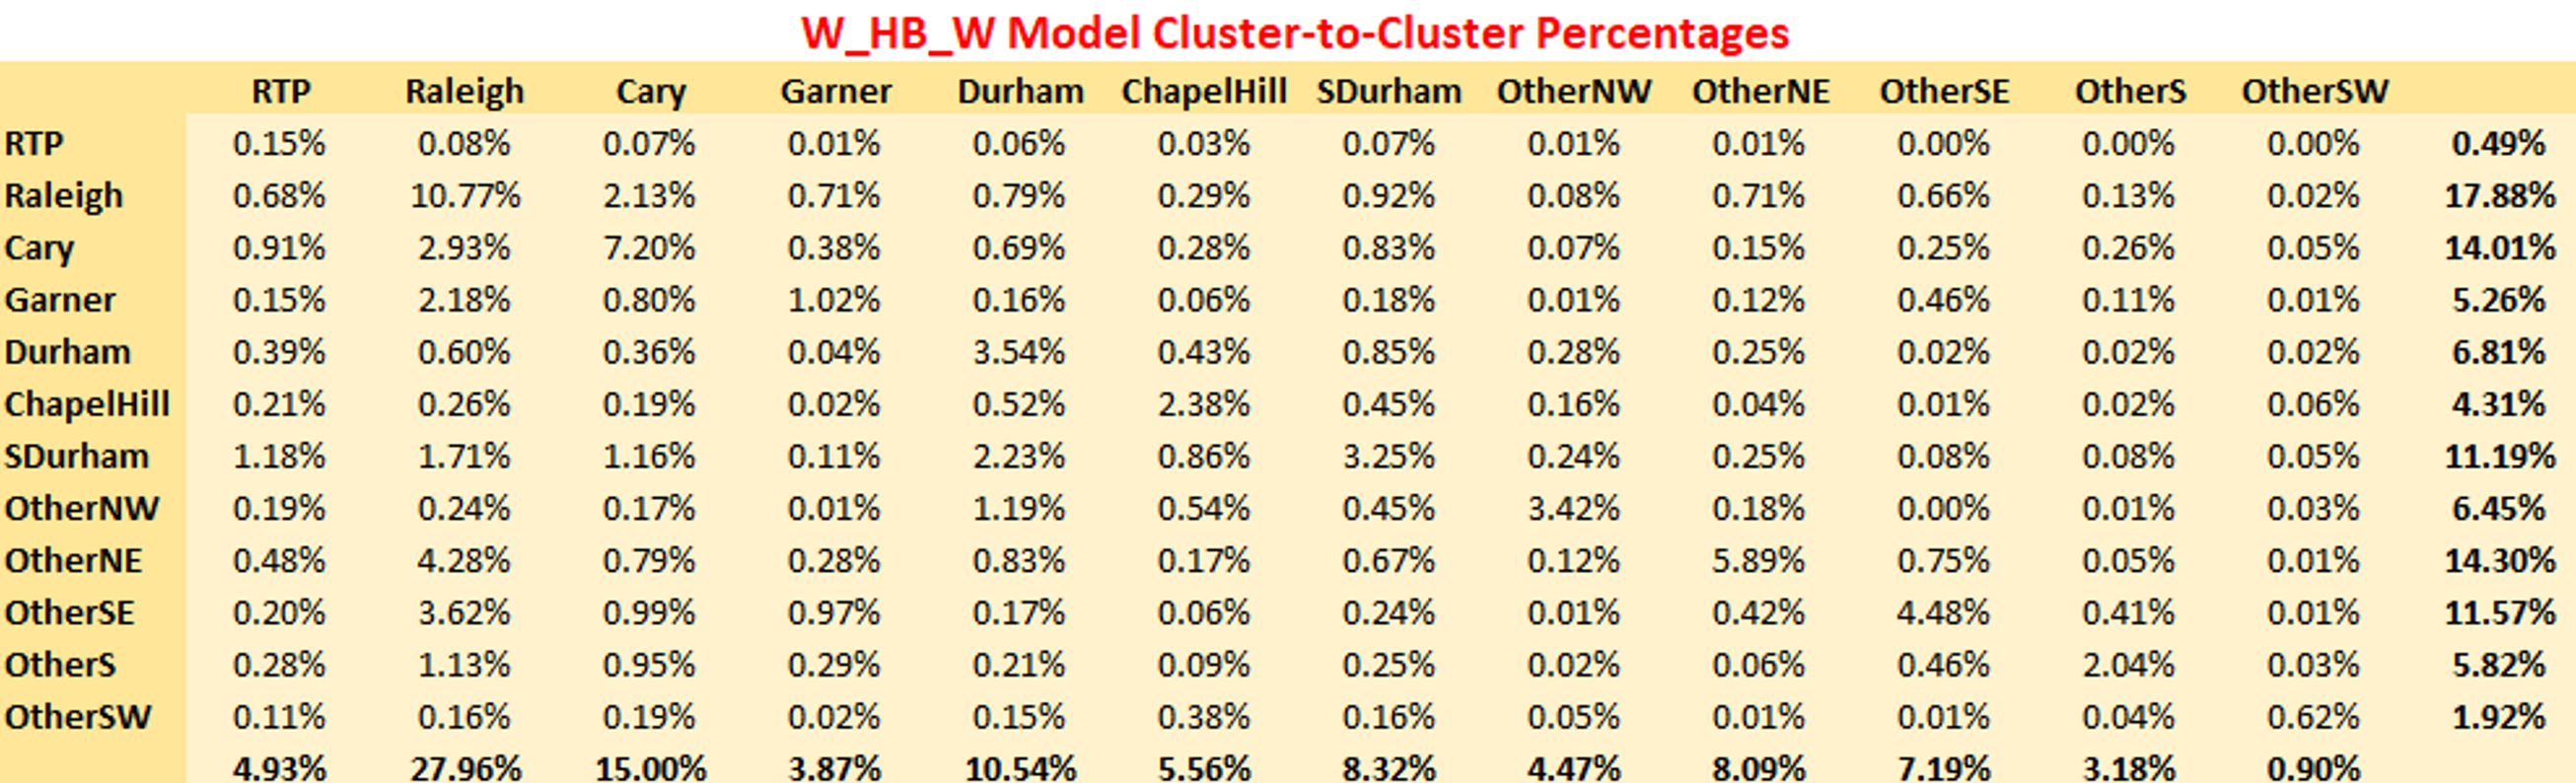 W_HB_W Model Cluster-to-Cluster Percentages
RTP Raleigh Cary Garner Durham ChapelHill SDurham OtherNW OtherNE OtherSE OtherS OtherSW
RTP 0.15% 0.08% 0.07% 0.01% 0.06% 0.03% 0.07% 0.01% 0.01% 0.00% 0.00% 0.00% 0.49%
Raleigh 0.68% 10.77% 2.13% 0.71% 0.79% 0.29% 0.92% 0.08% 0.71% 0.66% 0.13% 0.02% 17.88%
Cary 0.91% 2.93% 7.20% 0.38% 0.69% 0.28% 0.83% 0.07% 0.15% 0.25% 0.26% 0.05% 14.01%
Garner 0.15% 2.18% 0.80% 1.02% 0.16% 0.06% 0.18% 0.01% 0.12% 0.46% 0.11% 0.01% 5.26%
Durham 0.39% 0.60% 0.36% 0.04% 3.54% 0.43% 0.85% 0.28% 0.25% 0.02% 0.02% 0.02% 6.81%
ChapelHill 0.21% 0.26% 0.19% 0.02% 0.52% 2.38% 0.45% 0.16% 0.04% 0.01% 0.02% 0.06% 4.31%
SDurham 1.18% 1.71% 1.16% 0.11% 2.23% 0.86% 3.25% 0.24% 0.25% 0.08% 0.08% 0.05% 11.19%
OtherNW 0.19% 0.24% 0.17% 0.01% 1.19% 0.54% 0.45% 3.42% 0.18% 0.00% 0.01% 0.03% 6.45%
OtherNE 0.48% 4.28% 0.79% 0.28% 0.83% 0.17% 0.67% 0.12% 5.89% 0.75% 0.05% 0.01% 14.30%
OtherSE 0.20% 3.62% 0.99% 0.97% 0.17% 0.06% 0.24% 0.01% 0.42% 4.48% 0.41% 0.01% 11.57%
OtherS 0.28% 1.13% 0.95% 0.29% 0.21% 0.09% 0.25% 0.02% 0.06% 0.46% 2.04% 0.03% 5.82%
OtherSW 0.11% 0.16% 0.19% 0.02% 0.15% 0.38% 0.16% 0.05% 0.01% 0.01% 0.04% 0.62% 1.92%
4.93% 27.96% 15.00% 3.87% 10.54% 5.56% 8.32% 4.47% 8.09% 7.19% 3.18% 0.90%